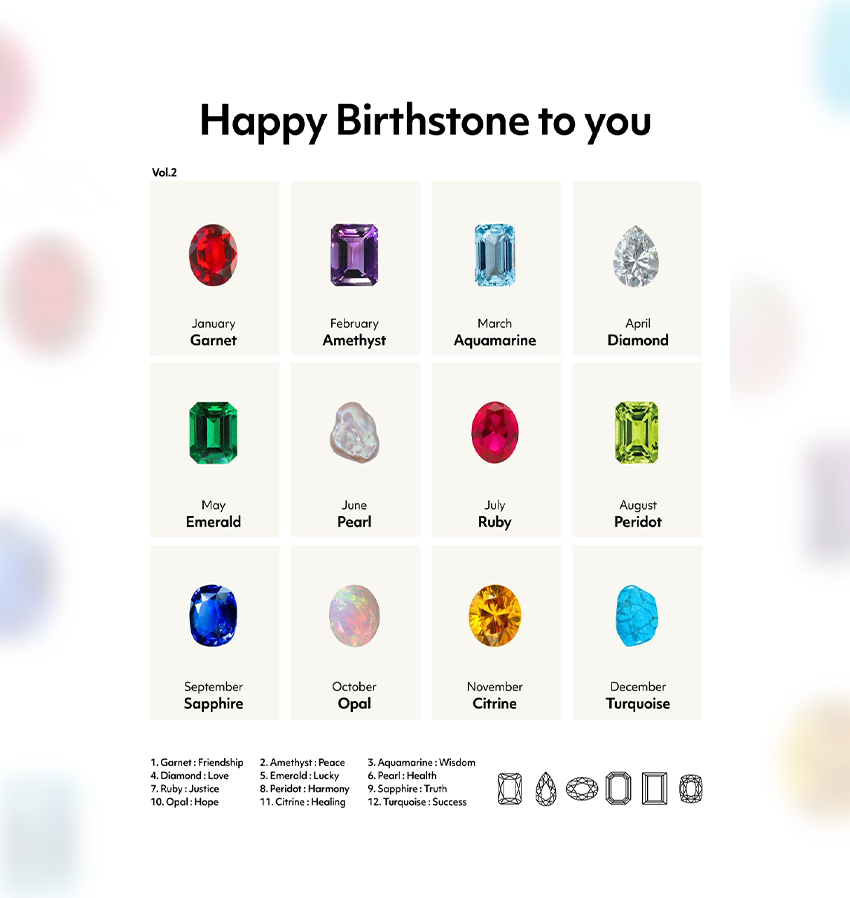 Happy Birthstone to you
Vol.2
January
Garnet
February
Amethyst
March
Aquamarine
April
Diamond
May
Emerald
June
Pearl
July
Ruby
August
Peridot
September
Sapphire
October
Opal
November
Citrine
December
Turquoise
1. Garnet : Friendship 2. Amethyst : Peace 3. Aquamarine : Wisdom
4. Diamond : Love 5. Emerald : Lucky 6. Pearl : Health
7. Ruby : Justice 8. Peridot : Harmony 9. Sapphire : Truth
10. Opal : Hope 11. Citrine : Healing 12. Turquoise : Success